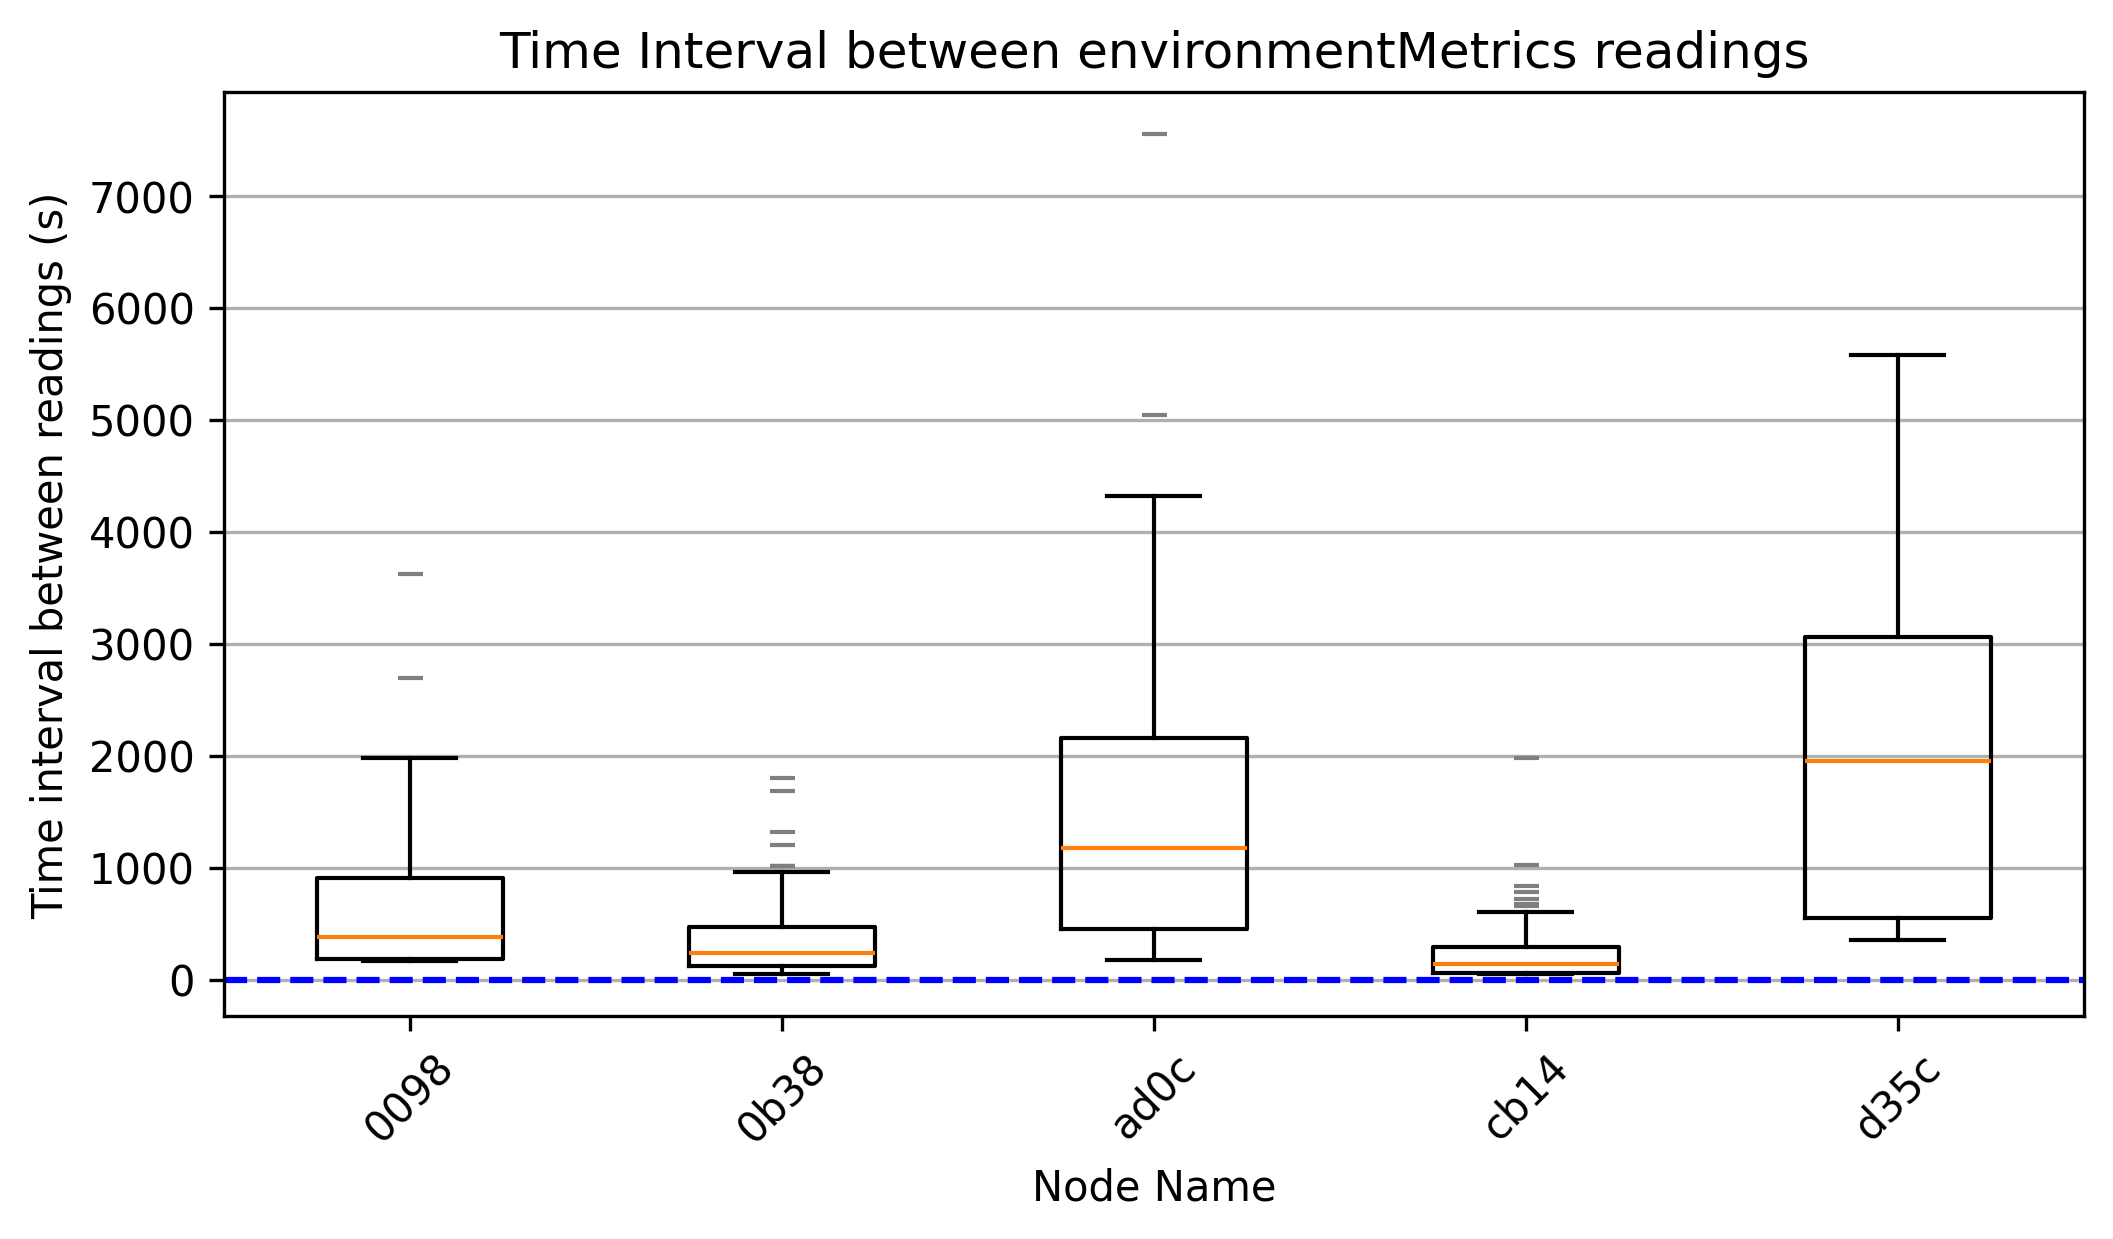 Time Interval between environmentMetrics readings
Time interval between readings (s)
7000
6000
5000
4000
3000
2000
1000
0
0098
0b38
ad0c
cb14
d35c
Node Name